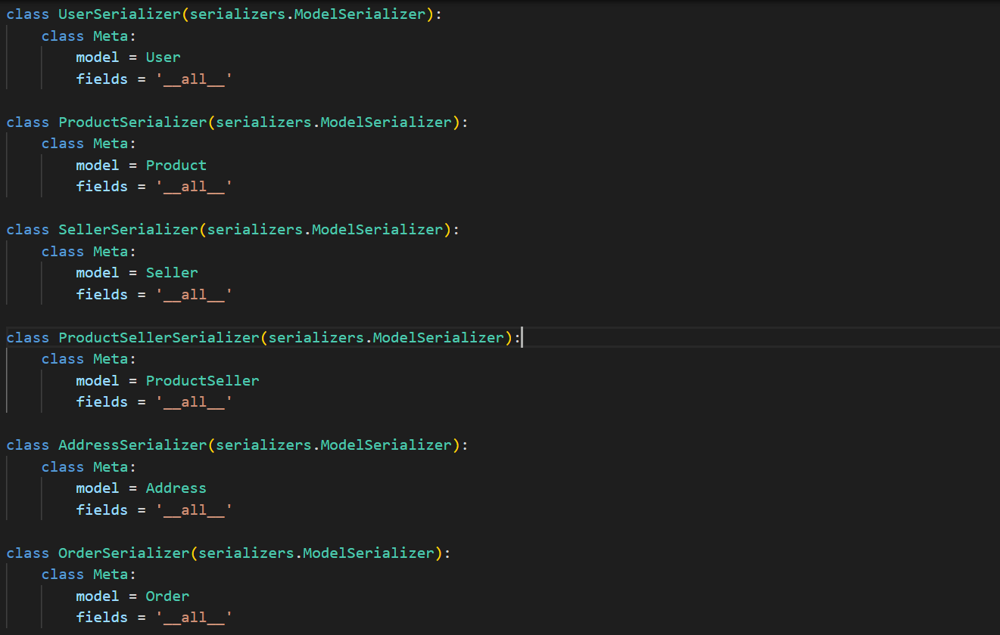 class UserSerializer(serializers.ModelSerializer):
    class Meta:
        model = User
        fields = '__all__'

class ProductSerializer(serializers.ModelSerializer):
    class Meta:
        model = Product
        fields = '__all__'

class SellerSerializer(serializers.ModelSerializer):
    class Meta:
        model = Seller
        fields = '__all__'

class ProductSellerSerializer(serializers.ModelSerializer):
    class Meta:
        model = ProductSeller
        fields = '__all__'

class AddressSerializer(serializers.ModelSerializer):
    class Meta:
        model = Address
        fields = '__all__'

class OrderSerializer(serializers.ModelSerializer):
    class Meta:
        model = Order
        fields = '__all__'